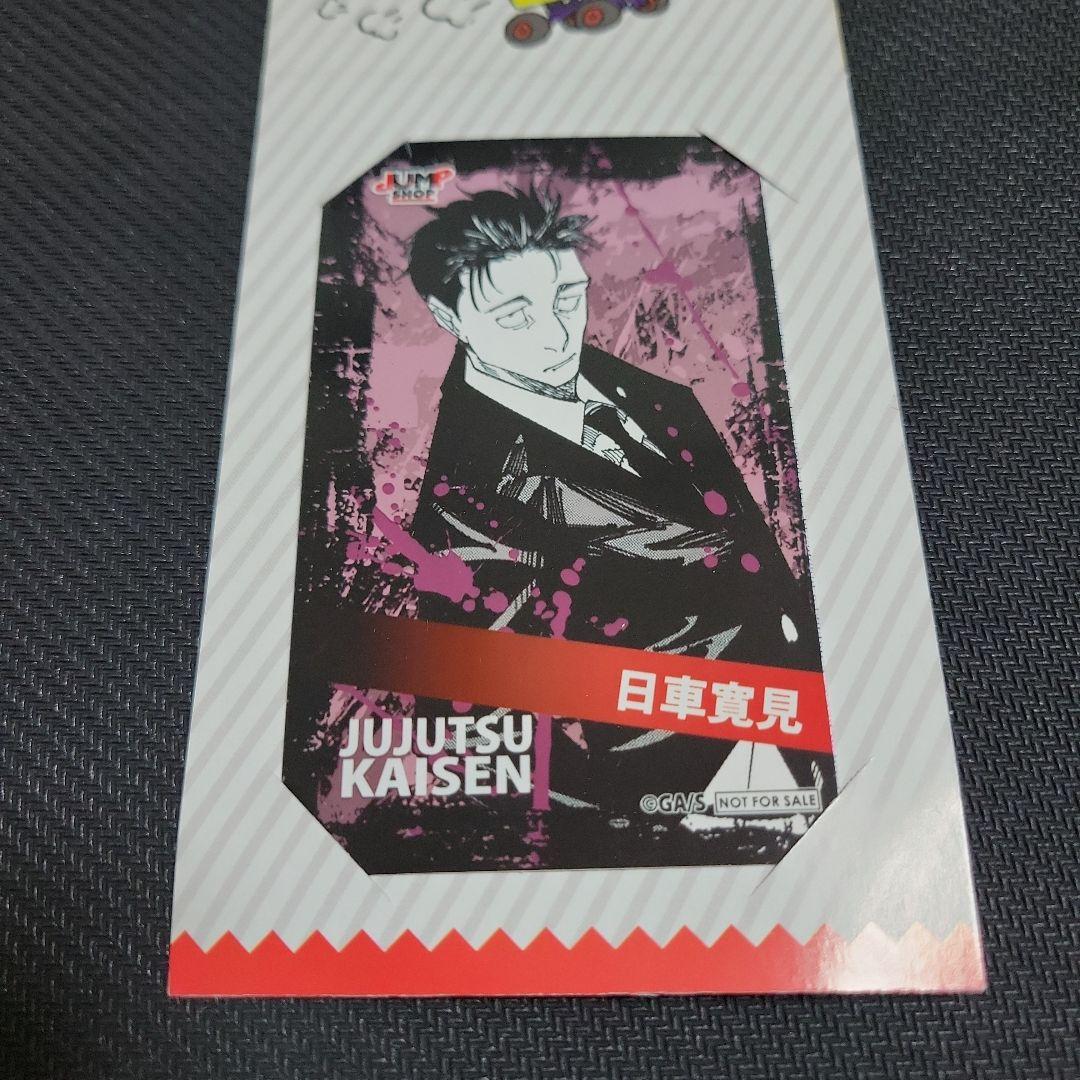 JUMP
SHOP
日車寛見
JUJUTSU
KAISEN
©GA/S NOT FOR SALE